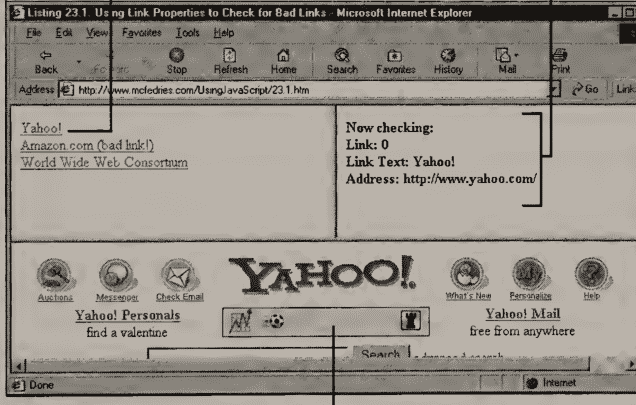 Listing 23.1. Using Link Properties to Check for Bad Links - Microsoft Internet Explorer
File Edit View Favorites Tools Help
Back Stop Refresh Home Search Favorites History Mail Print
Address http://www.mcfedries.com/UsingJavaScript/23.1.htm Go Link
Yahoo!
Amazon.com (bad link!)
World Wide Web Consortium
Now checking:
Link: 0
Link Text: Yahoo!
Address: http://www.yahoo.com/
Auctions Messenger Check Email YAHOO! What's New Personalize Help
Yahoo! Personals
find a valentine
Yahoo! Mail
free from anywhere
Search
Done Internet